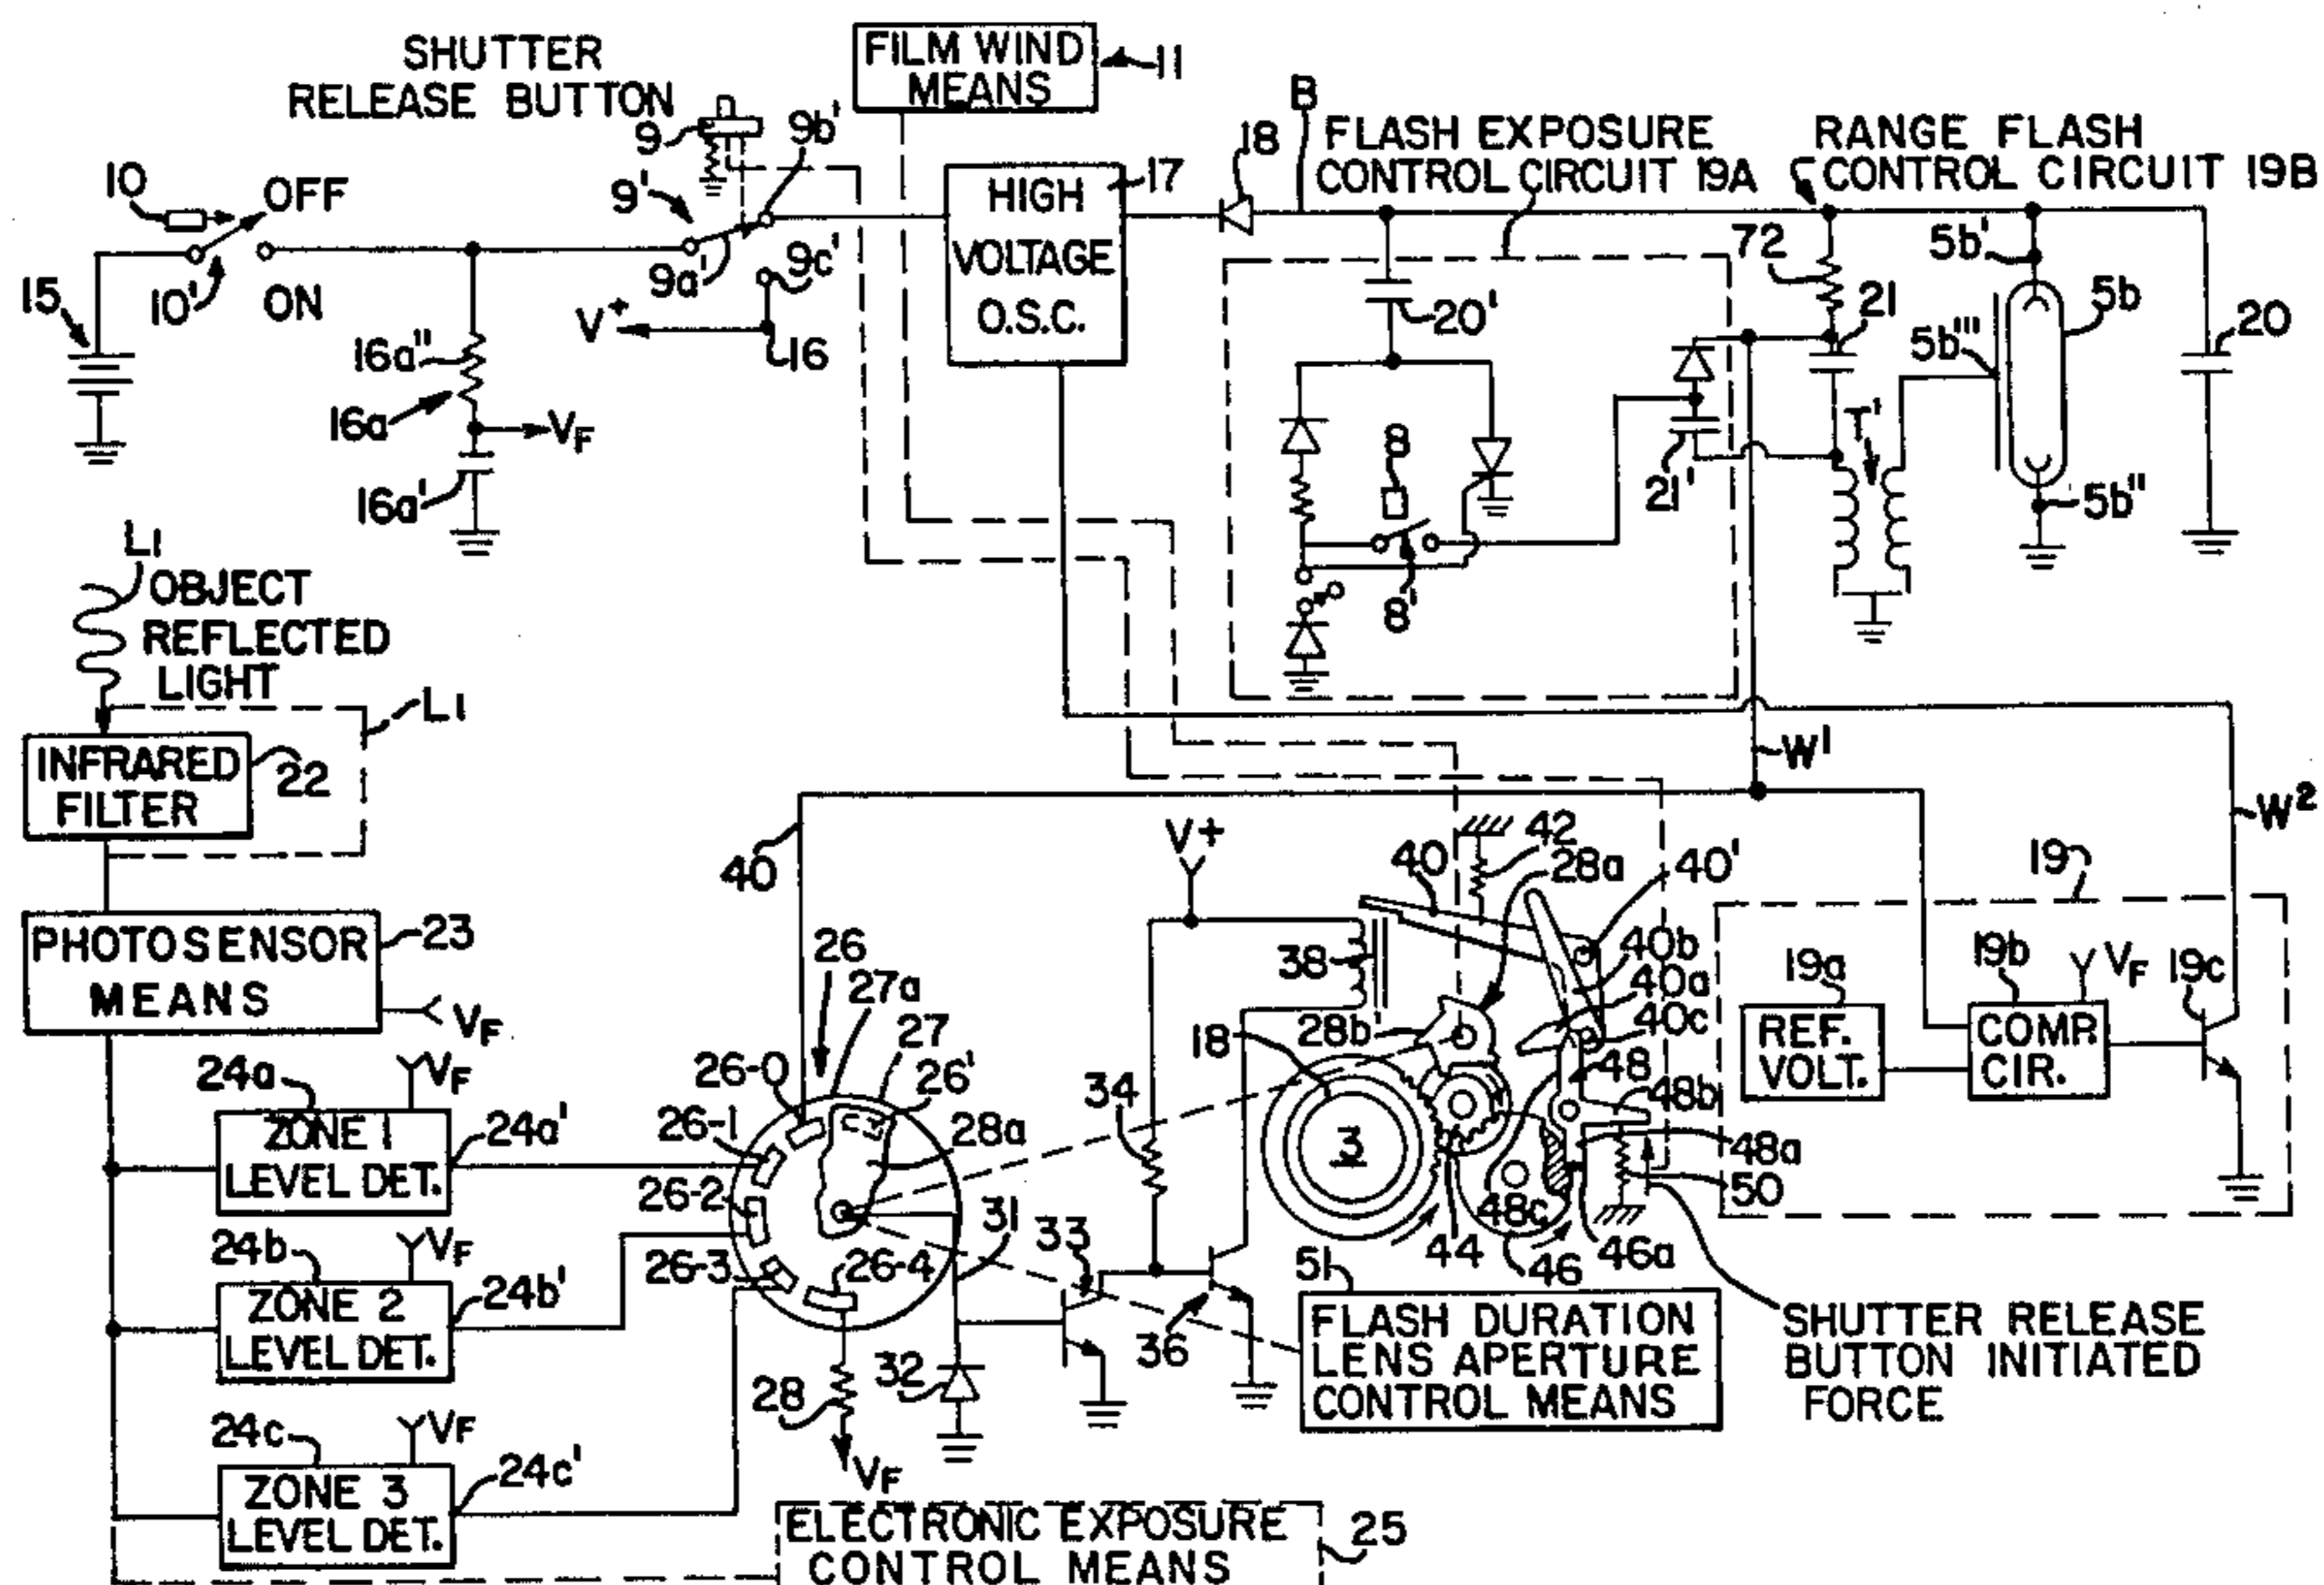 SHUTTER
RELEASE BUTTON
9
FILM WIND
MEANS
11
10
OFF
10'
ON
15
9'
9a'
9b'
9c'
V+
16
16a"
16a
VF
16a'
HIGH
VOLTAGE
O.S.C.
17
18
B
FLASH EXPOSURE
CONTROL CIRCUIT 19A
RANGE FLASH
CONTROL CIRCUIT 19B
20'
8
8'
72
21
21'
T'
5b'
5b
5b'''
5b"
20
W1
W2
L1
OBJECT
REFLECTED
LIGHT
L1
INFRARED
FILTER
22
PHOTOSENSOR
MEANS
23
VF
24a
VF
ZONE 1
LEVEL DET.
24a'
24b
VF
ZONE 2
LEVEL DET.
24b'
24c
VF
ZONE 3
LEVEL DET.
24c'
40
26
27a
27
26'
26-0
26-1
26-2
26-3
26-4
28a
28
VF
31
32
33
34
36
V+
38
40
42
28a
40'
40b
40a
40c
28b'
18
3
48
48b
48a
50
48c
44
46
46a
51
FLASH DURATION
LENS APERTURE
CONTROL MEANS
SHUTTER RELEASE
BUTTON INITIATED
FORCE
19
19a
REF.
VOLT.
19b
VF
COMP.
CIR.
19c
ELECTRONIC EXPOSURE
CONTROL MEANS
25